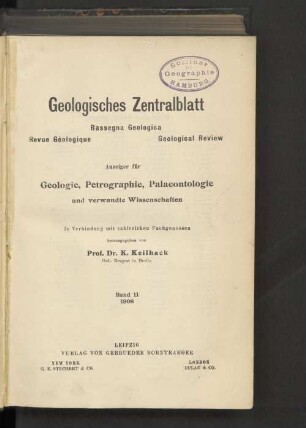 Seminar
für
Geographie
HAMBURG
Geologisches Zentralblatt
Rassegna Geologica
Revue Géologique Geological Review
Anzeiger für
Geologie, Petrographie, Palaeontologie
und verwandte Wissenschaften
In Verbindung mit zahlreichen Fachgenossen
herausgegeben von
Prof. Dr. K. Keilhack
Band 11
1908
LEIPZIG
VERLAG VON GEBRUEDER BORNTRAEGER
NEW YORK LONDON
G. E. STECHERT & CO. DULAU & CO.